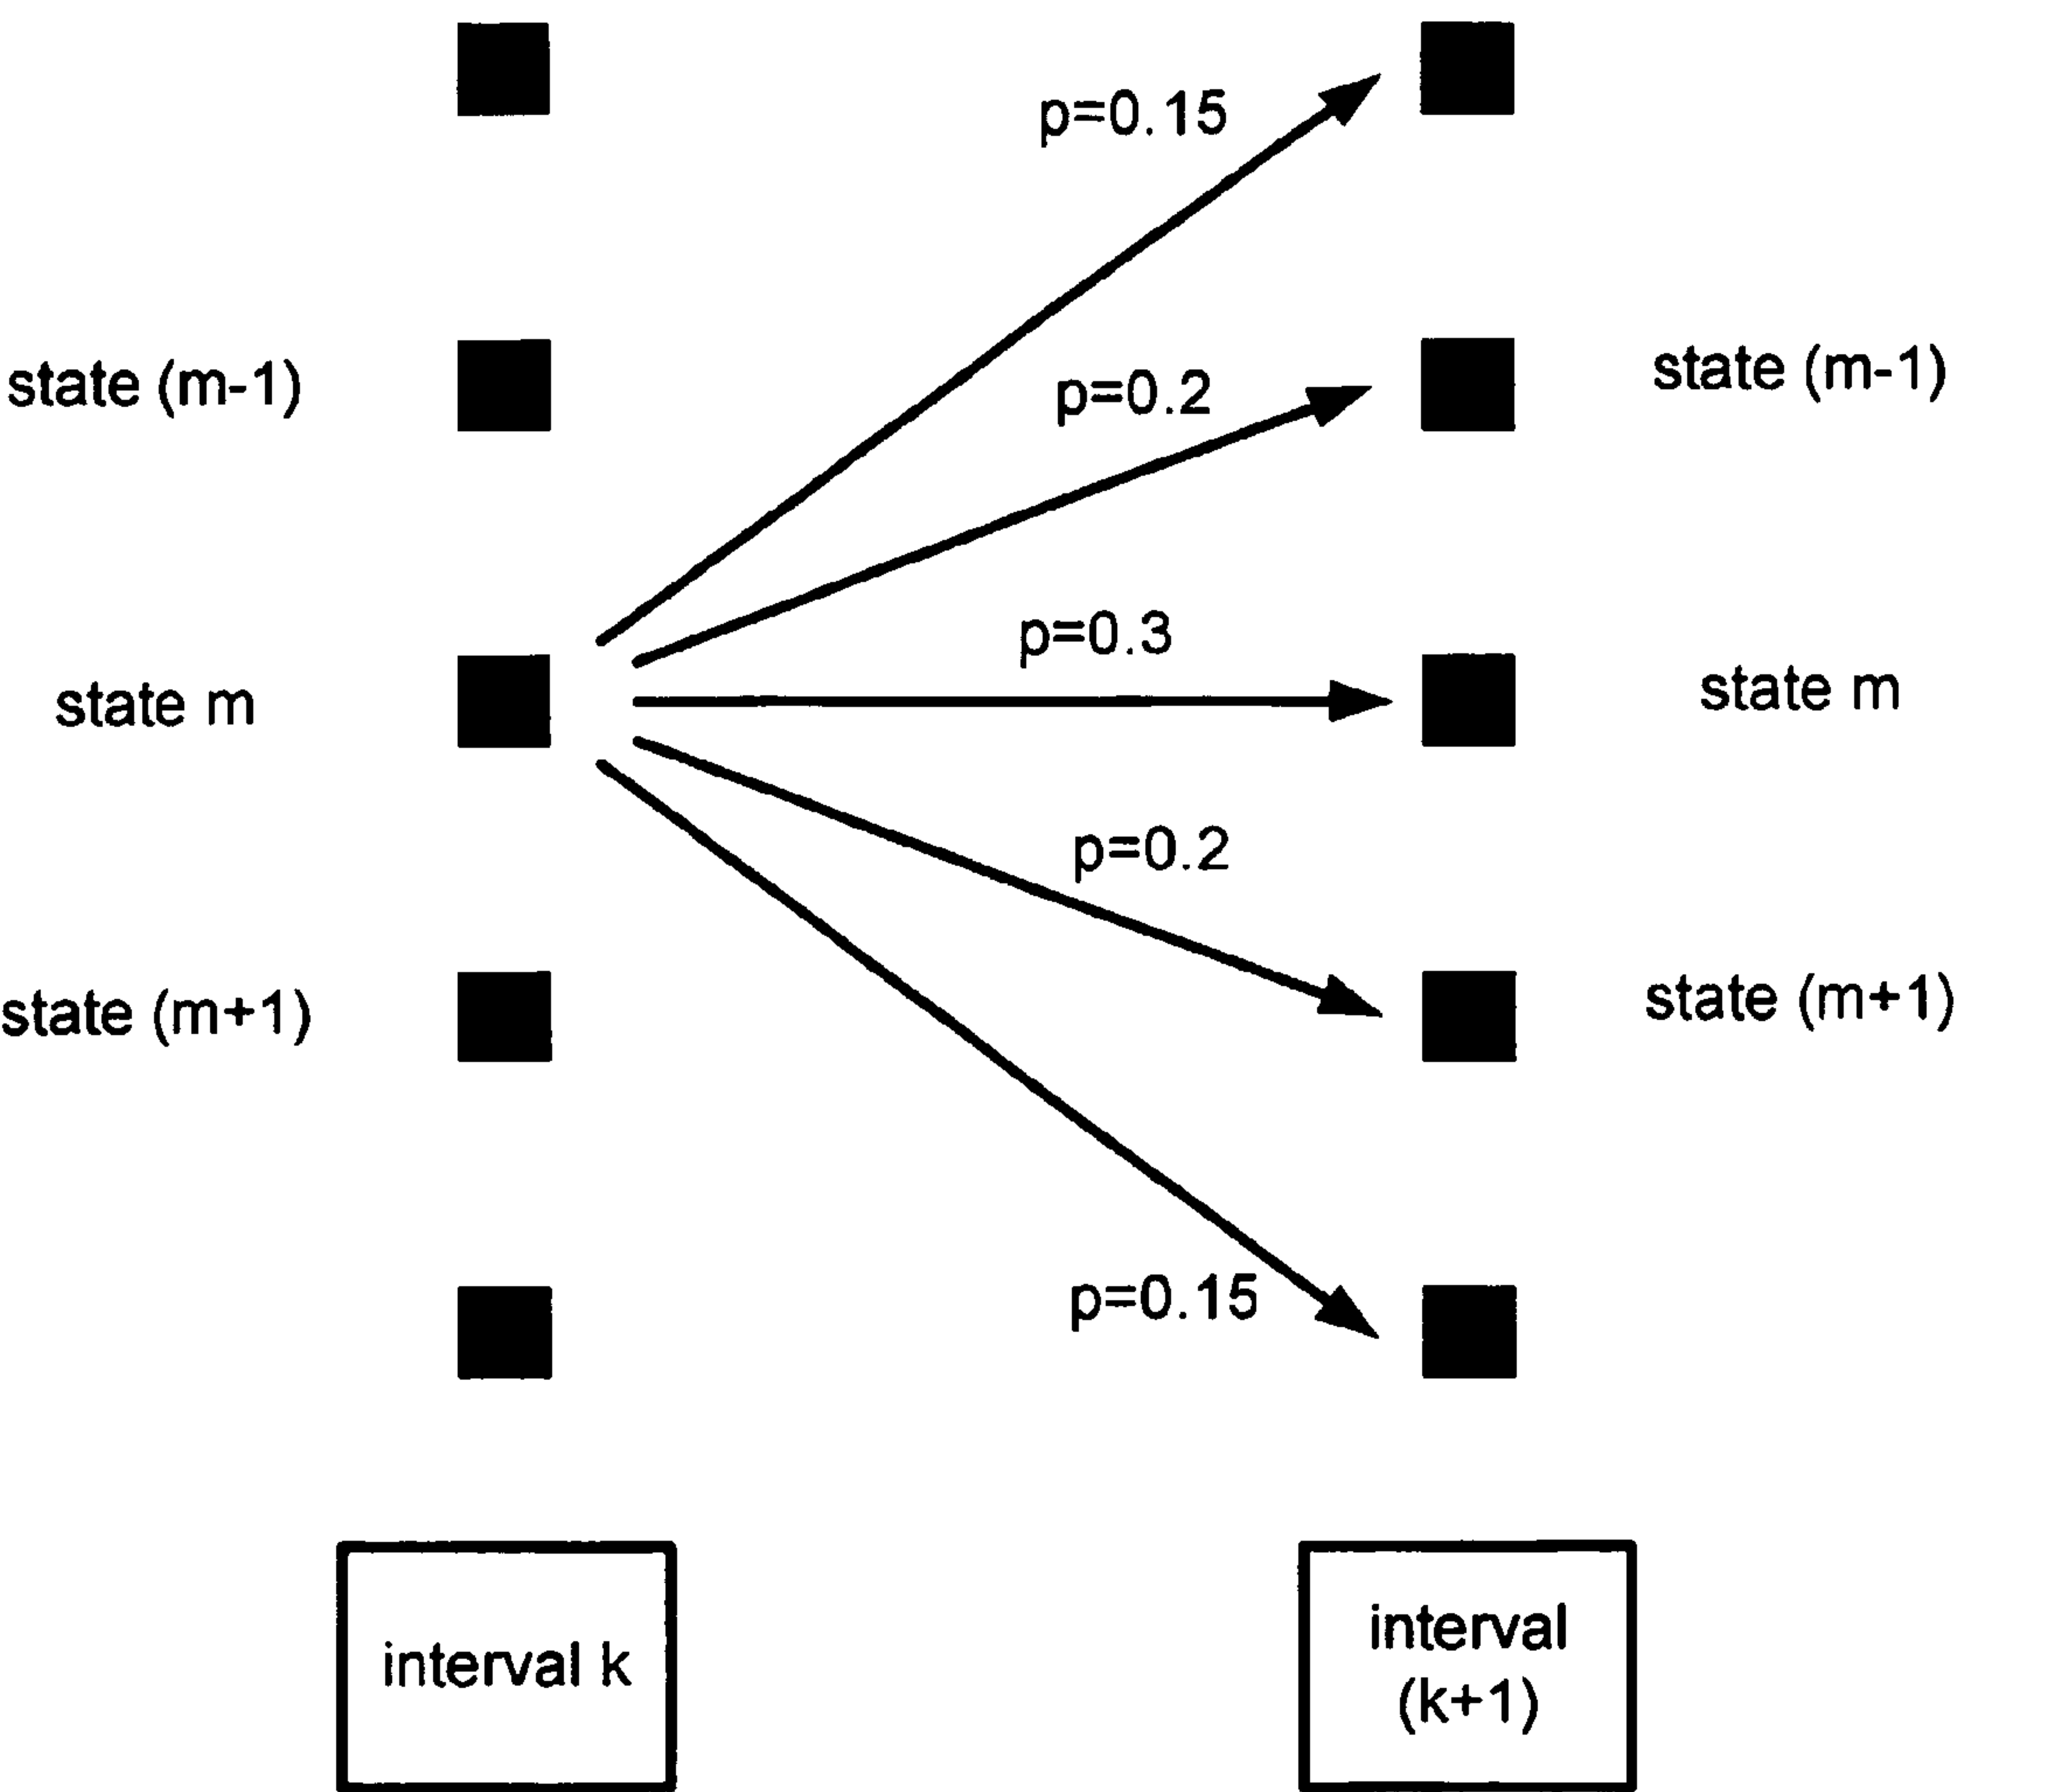 p=0.15
state (m-1)
p=0.2
state (m-1)
p=0.3
state m
state m
p=0.2
state (m+1)
state (m+1)
p=0.15
interval k
interval
(k+1)